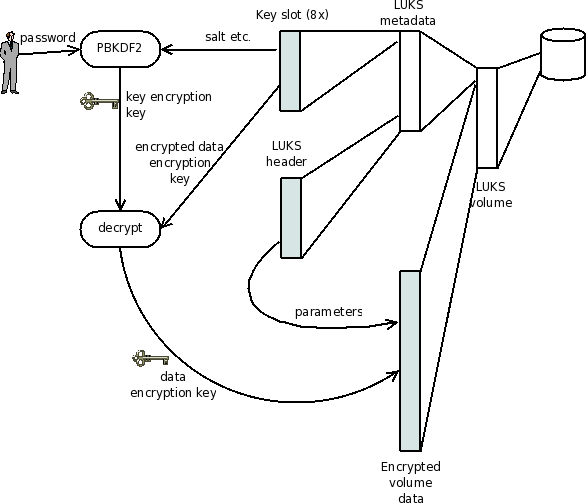 LUKS
metadata
Key slot (8x)
password
PBKDF2
salt etc.
key encryption
key
encrypted data
encryption
key
LUKS
header
LUKS
volume
decrypt
parameters
data
encryption key
Encrypted
volume
data